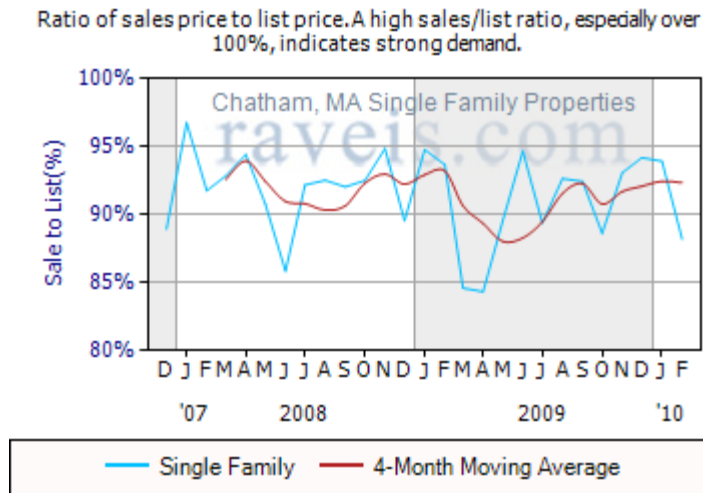 Ratio of sales price to list price.A high sales/list ratio, especially over
100%, indicates strong demand.
100%
Chatham, MA Single Family Properties
raveis.com
95%
90%
85%
80%
Sale to List(%)
D J F M A M J J A S O N D J F M A M J J A S O N D J F
'07 2008 2009 '10
Single Family 4-Month Moving Average